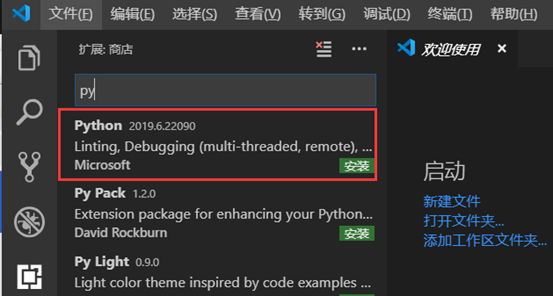 文件(F) 编辑(E) 选择(S) 查看(V) 转到(G) 调试(D) 终端(T) 帮助(H)
扩展: 商店
欢迎使用
py
Python 2019.6.22090
Linting, Debugging (multi-threaded, remote), ...
Microsoft 安装
Py Pack 1.2.0
Extension package for enhancing your Python...
David Rockburn 安装
Py Light 0.9.0
Light color theme inspired by code examples ...
启动
新建文件
打开文件夹...
添加工作区文件夹...